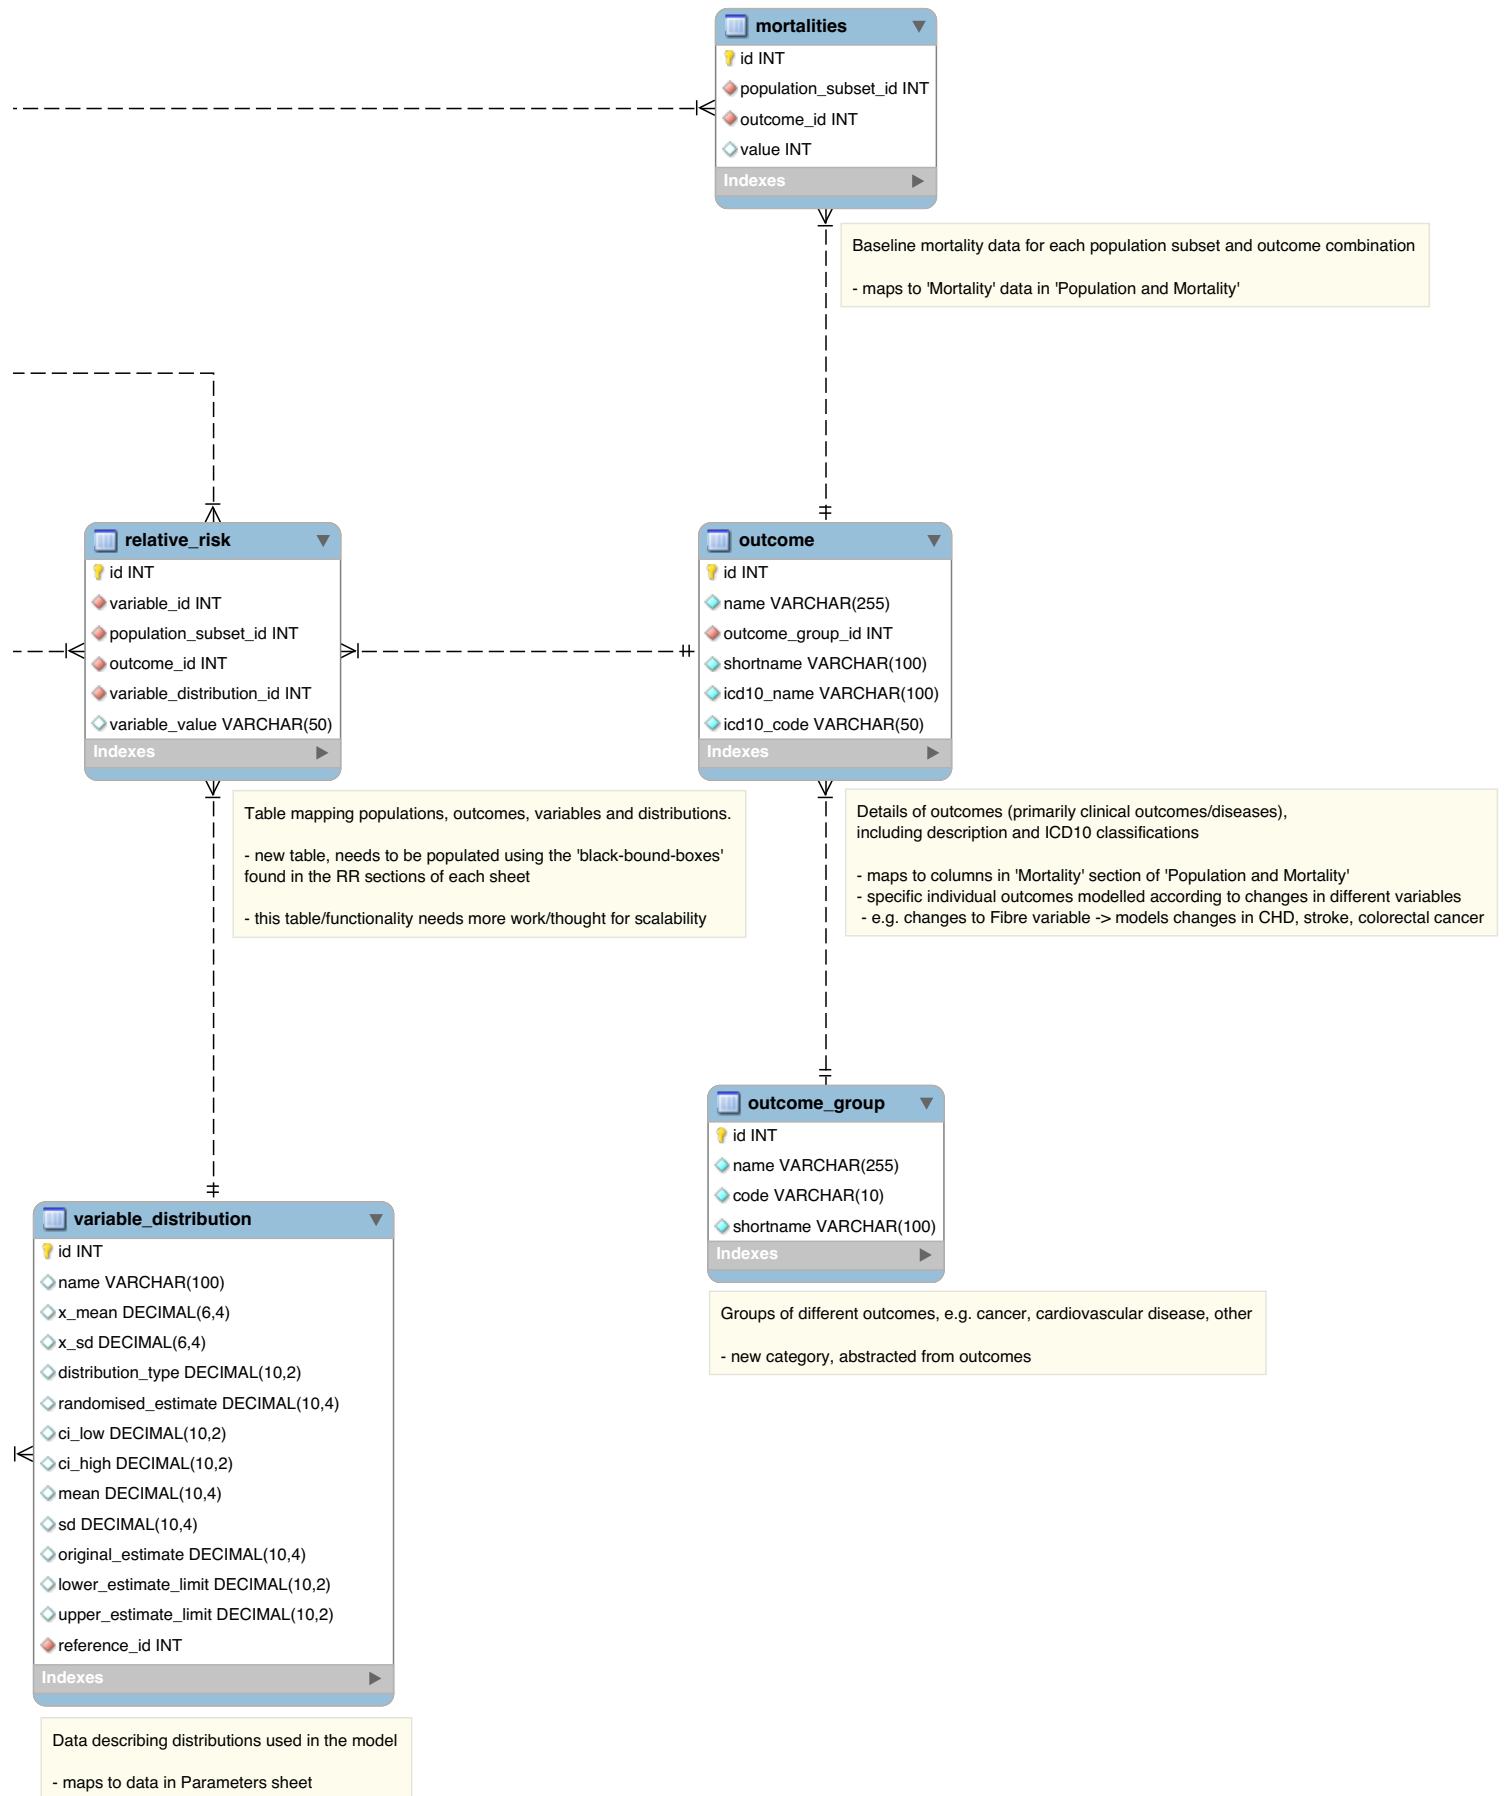 mortalities
id INT
population_subset_id INT
outcome_id INT
value INT
Indexes
Baseline mortality data for each population subset and outcome combination
- maps to 'Mortality' data in 'Population and Mortality'
relative_risk
id INT
variable_id INT
population_subset_id INT
outcome_id INT
variable_distribution_id INT
variable_value VARCHAR(50)
Indexes
outcome
id INT
name VARCHAR(255)
outcome_group_id INT
shortname VARCHAR(100)
icd10_name VARCHAR(100)
icd10_code VARCHAR(50)
Indexes
Table mapping populations, outcomes, variables and distributions.
- new table, needs to be populated using the 'black-bound-boxes'
found in the RR sections of each sheet
- this table/functionality needs more work/thought for scalability
Details of outcomes (primarily clinical outcomes/diseases),
including description and ICD10 classifications
- maps to columns in 'Mortality' section of 'Population and Mortality'
- specific individual outcomes modelled according to changes in different variables
- e.g. changes to Fibre variable -> models changes in CHD, stroke, colorectal cancer
outcome_group
id INT
name VARCHAR(255)
code VARCHAR(10)
shortname VARCHAR(100)
Indexes
Groups of different outcomes, e.g. cancer, cardiovascular disease, other
- new category, abstracted from outcomes
variable_distribution
id INT
name VARCHAR(100)
x_mean DECIMAL(6,4)
x_sd DECIMAL(6,4)
distribution_type DECIMAL(10,2)
randomised_estimate DECIMAL(10,4)
ci_low DECIMAL(10,2)
ci_high DECIMAL(10,2)
mean DECIMAL(10,4)
sd DECIMAL(10,4)
original_estimate DECIMAL(10,4)
lower_estimate_limit DECIMAL(10,2)
upper_estimate_limit DECIMAL(10,2)
reference_id INT
Indexes
Data describing distributions used in the model
- maps to data in Parameters sheet